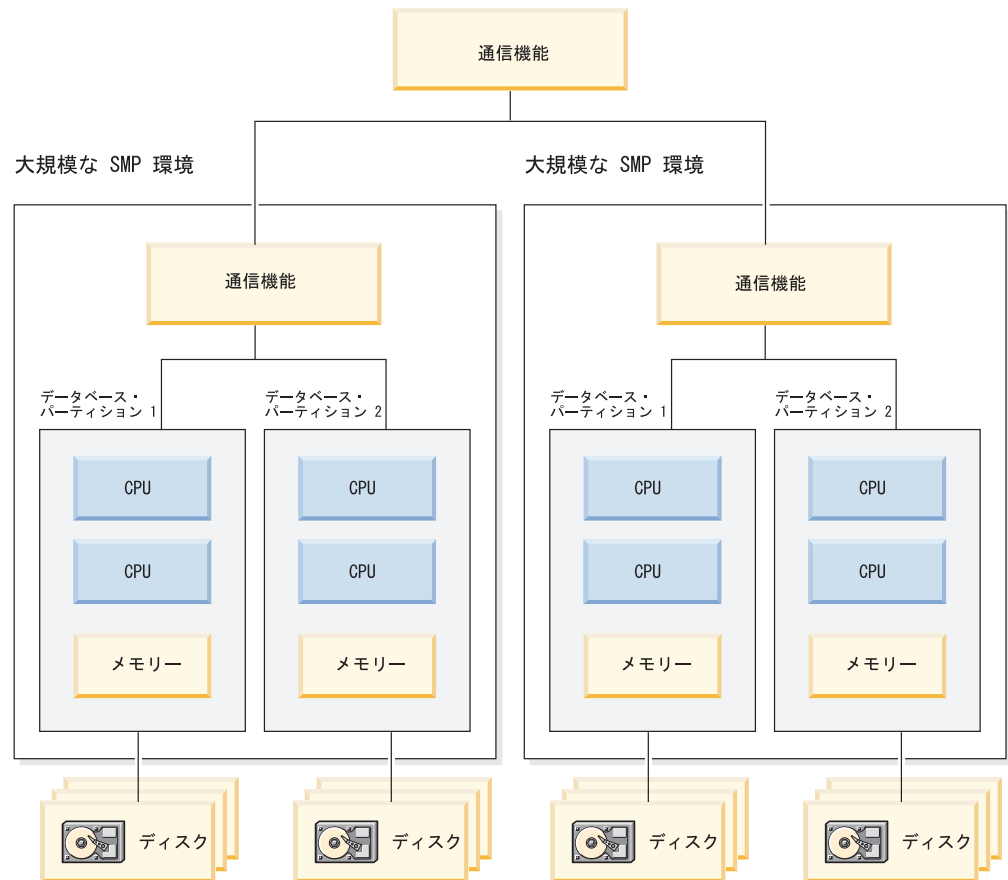 通信機能
大規模な SMP 環境
大規模な SMP 環境
通信機能
通信機能
データベース・
パーティション 1
データベース・
パーティション 2
データベース・
パーティション 1
データベース・
パーティション 2
CPU
CPU
CPU
CPU
CPU
CPU
CPU
CPU
メモリー
メモリー
メモリー
メモリー
ディスク
ディスク
ディスク
ディスク